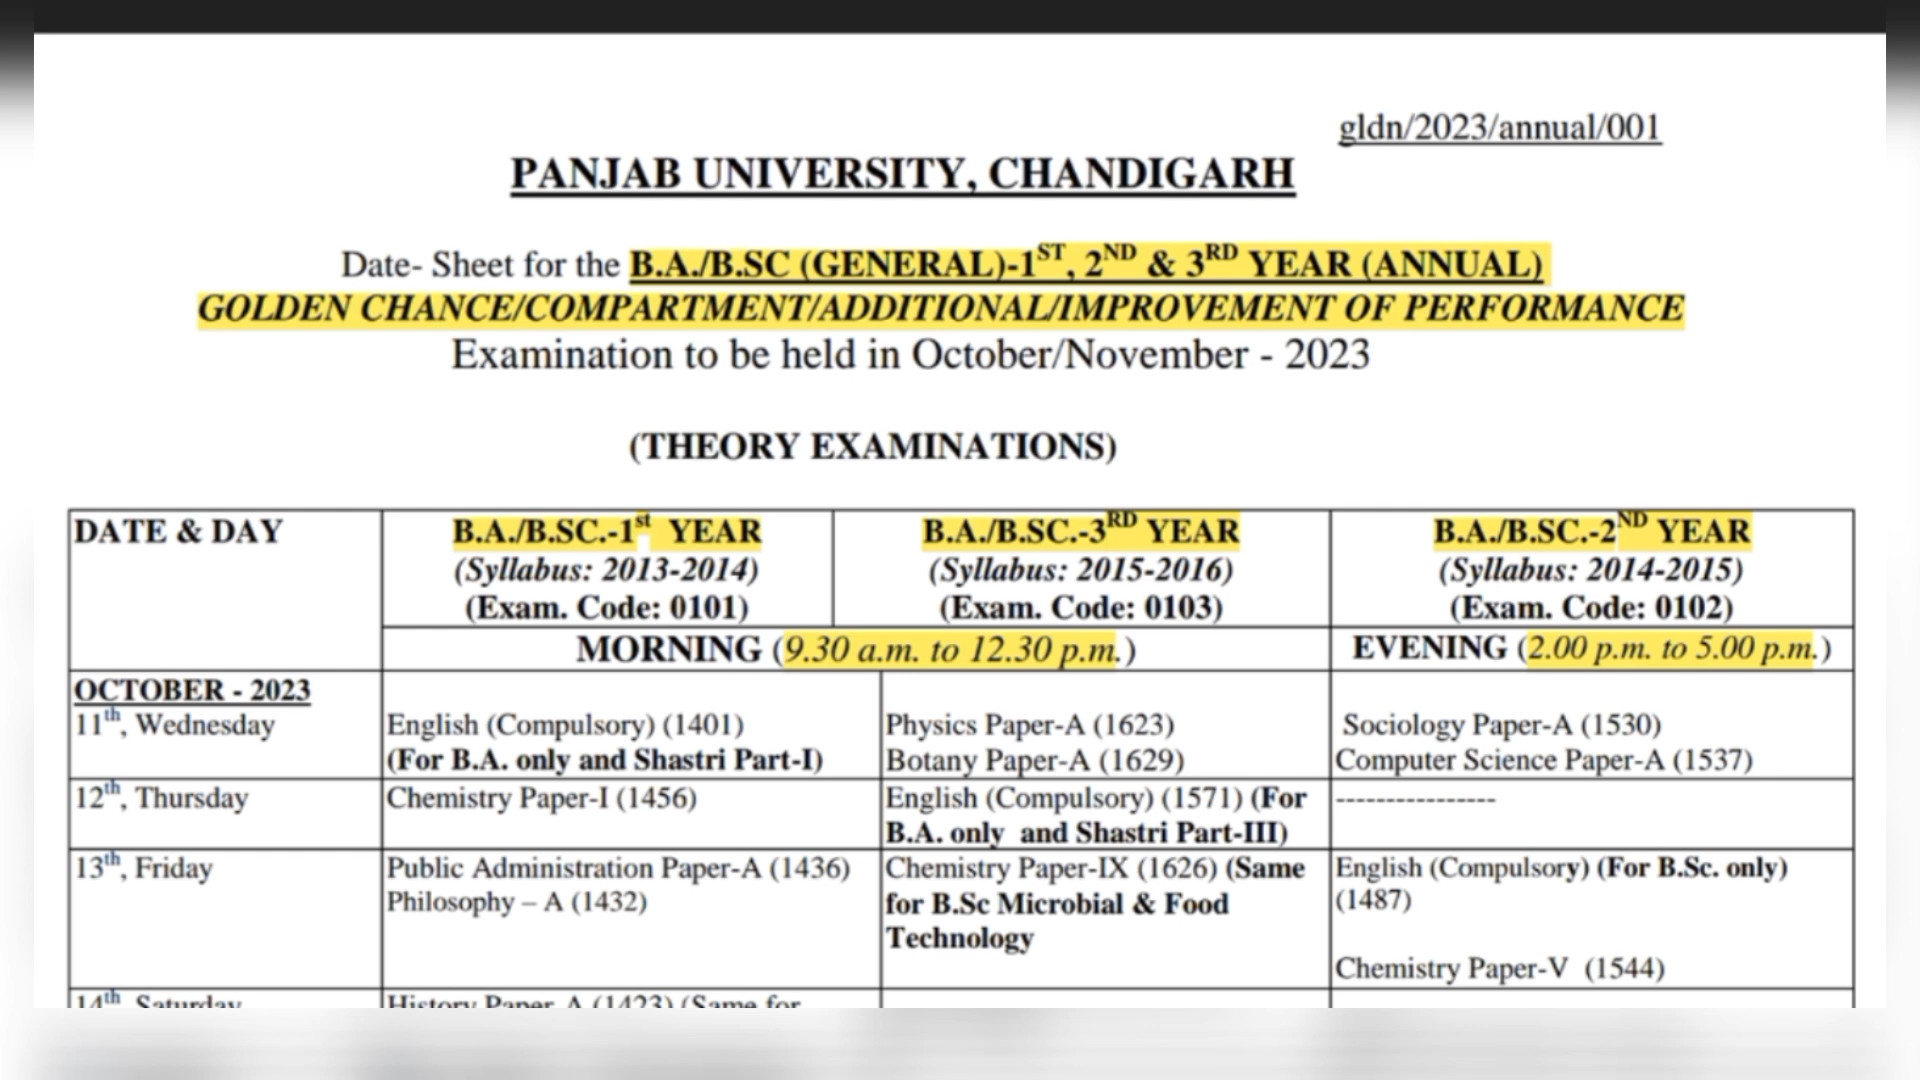 gldn/2023/annual/001
PANJAB UNIVERSITY, CHANDIGARH
Date- Sheet for the B.A./B.SC (GENERAL)-1ST, 2ND & 3RD YEAR (ANNUAL)
GOLDEN CHANCE/COMPARTMENT/ADDITIONAL/IMPROVEMENT OF PERFORMANCE
Examination to be held in October/November - 2023
(THEORY EXAMINATIONS)
DATE & DAY
B.A./B.SC.-1st YEAR
(Syllabus: 2013-2014)
(Exam. Code: 0101)
B.A./B.SC.-3RD YEAR
(Syllabus: 2015-2016)
(Exam. Code: 0103)
B.A./B.SC.-2ND YEAR
(Syllabus: 2014-2015)
(Exam. Code: 0102)
MORNING (9.30 a.m. to 12.30 p.m.)
EVENING (2.00 p.m. to 5.00 p.m.)
OCTOBER - 2023
11th, Wednesday
English (Compulsory) (1401)
(For B.A. only and Shastri Part-I)
Physics Paper-A (1623)
Botany Paper-A (1629)
Sociology Paper-A (1530)
Computer Science Paper-A (1537)
12th, Thursday
Chemistry Paper-I (1456)
English (Compulsory) (1571) (For
B.A. only and Shastri Part-III)
----------------
13th, Friday
Public Administration Paper-A (1436)
Philosophy – A (1432)
Chemistry Paper-IX (1626) (Same
for B.Sc Microbial & Food
Technology
English (Compulsory) (For B.Sc. only)
(1487)
Chemistry Paper-V (1544)
14th Saturday
History Paper A (1423) (Same for